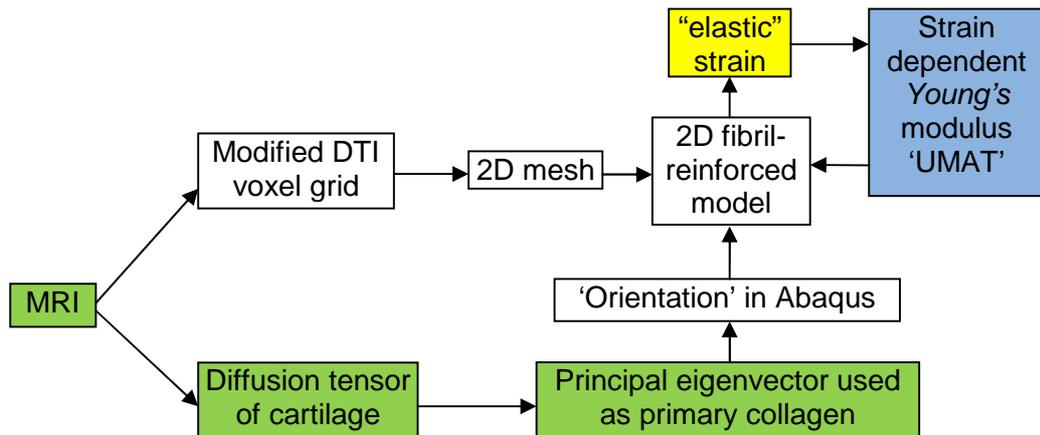 “elastic”
strain
Strain
dependent
Young’s
modulus
‘UMAT’
Modified DTI
voxel grid
2D mesh
2D fibril-
reinforced
model
MRI
‘Orientation’ in Abaqus
Diffusion tensor
of cartilage
Principal eigenvector used
as primary collagen